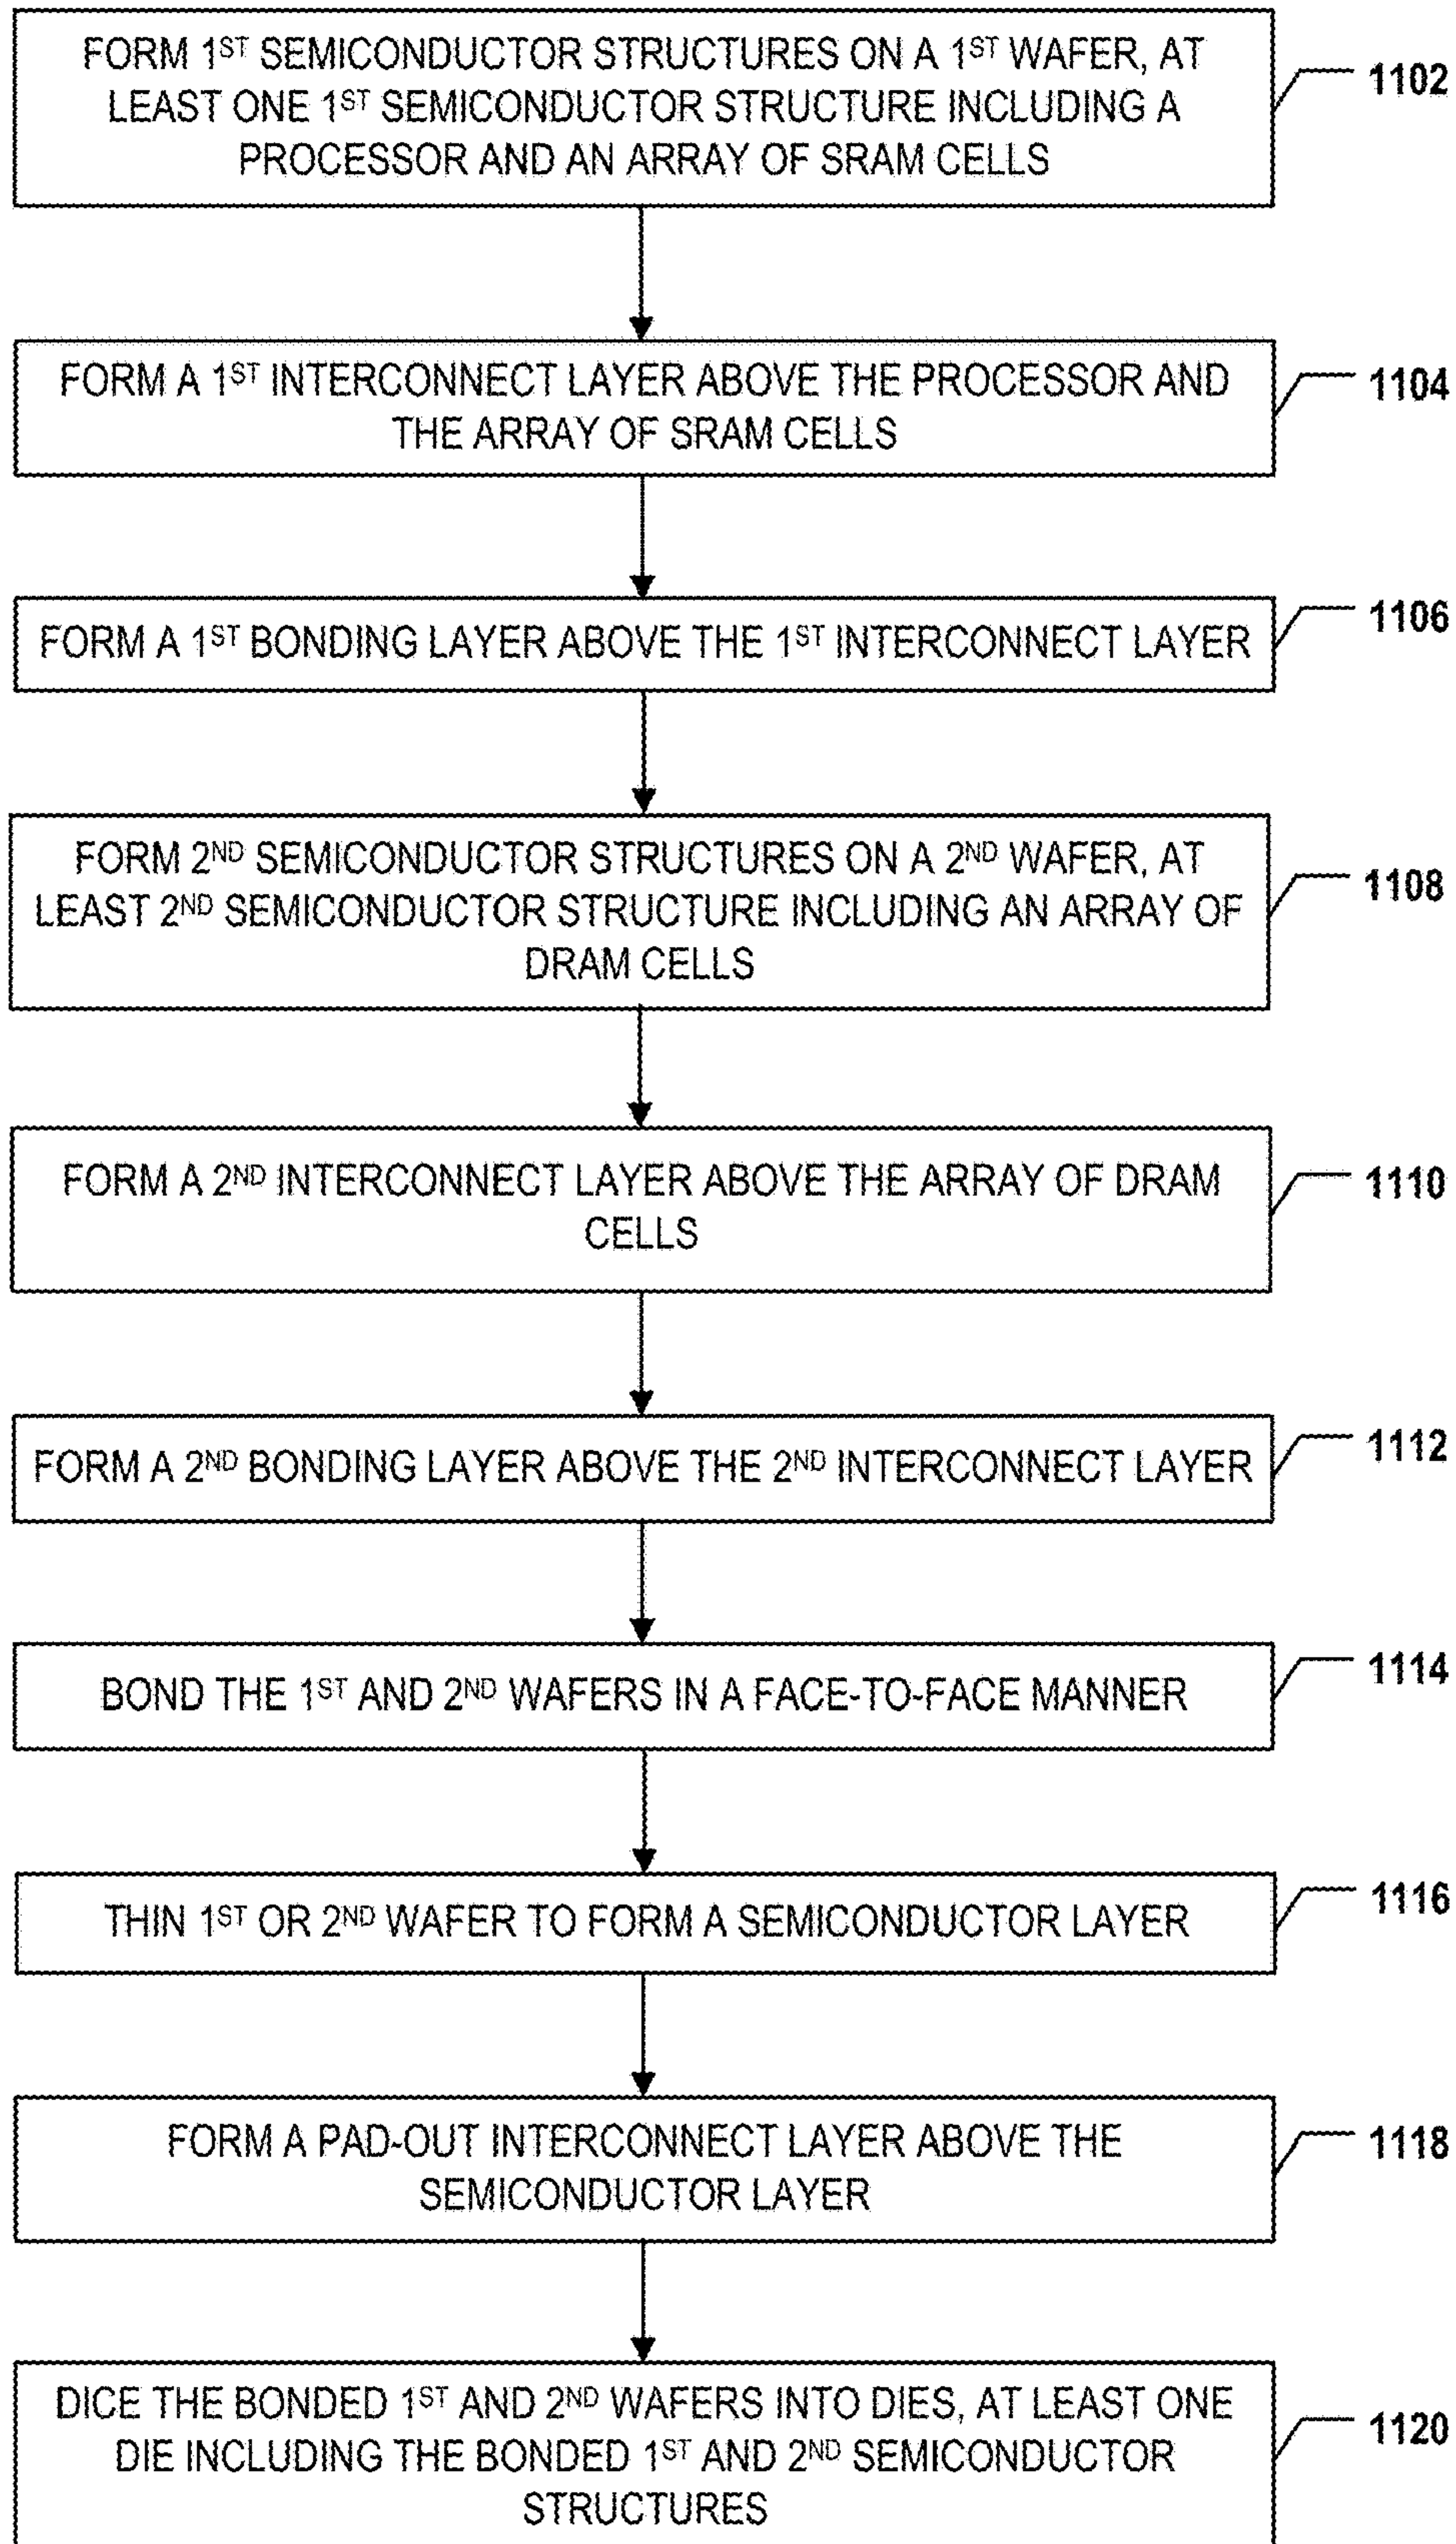 FORM 1ST SEMICONDUCTOR STRUCTURES ON A 1ST WAFER, AT
LEAST ONE 1ST SEMICONDUCTOR STRUCTURE INCLUDING A
PROCESSOR AND AN ARRAY OF SRAM CELLS
1102
FORM A 1ST INTERCONNECT LAYER ABOVE THE PROCESSOR AND
THE ARRAY OF SRAM CELLS
1104
FORM A 1ST BONDING LAYER ABOVE THE 1ST INTERCONNECT LAYER
1106
FORM 2ND SEMICONDUCTOR STRUCTURES ON A 2ND WAFER, AT
LEAST 2ND SEMICONDUCTOR STRUCTURE INCLUDING AN ARRAY OF
DRAM CELLS
1108
FORM A 2ND INTERCONNECT LAYER ABOVE THE ARRAY OF DRAM
CELLS
1110
FORM A 2ND BONDING LAYER ABOVE THE 2ND INTERCONNECT LAYER
1112
BOND THE 1ST AND 2ND WAFERS IN A FACE-TO-FACE MANNER
1114
THIN 1ST OR 2ND WAFER TO FORM A SEMICONDUCTOR LAYER
1116
FORM A PAD-OUT INTERCONNECT LAYER ABOVE THE
SEMICONDUCTOR LAYER
1118
DICE THE BONDED 1ST AND 2ND WAFERS INTO DIES, AT LEAST ONE
DIE INCLUDING THE BONDED 1ST AND 2ND SEMICONDUCTOR
STRUCTURES
1120